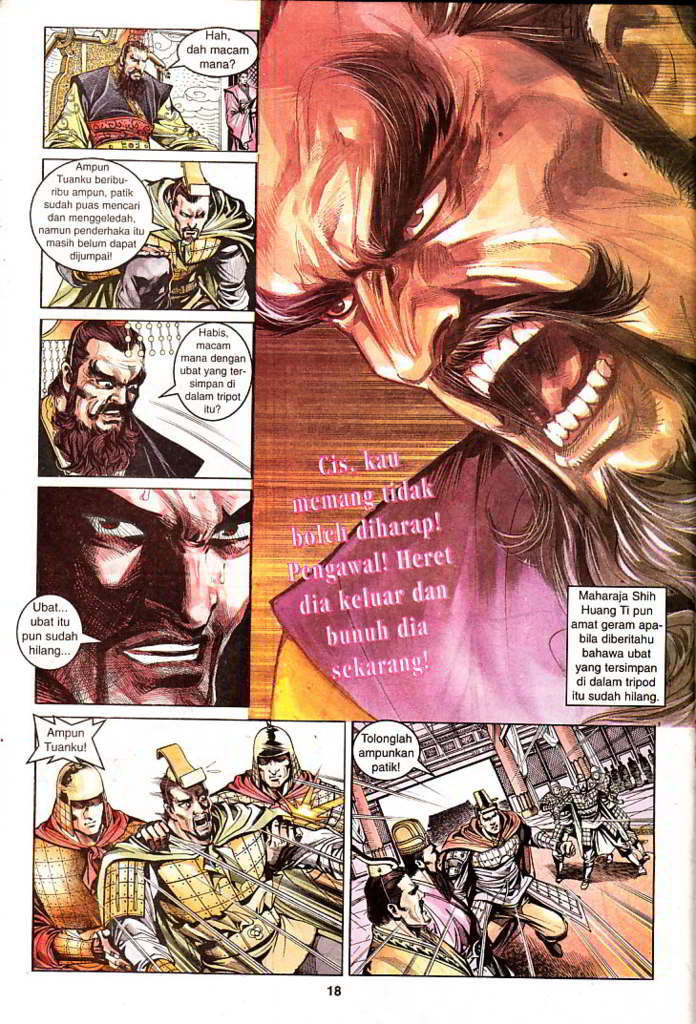 Hah,
dah macam
mana?
Ampun
Tuanku beribu-
ribu ampun, patik
sudah puas mencari
dan menggeledah,
namun penderhaka itu
masih belum dapat
dijumpai!
Habis,
macam
mana dengan
ubat yang ter-
simpan di
dalam tripot
itu?
Ubat...
ubat itu
pun sudah
hilang...
Cis, kau
memang tidak
boleh diharap!
Pengawal! Heret
dia keluar dan
bunuh dia
sekarang!
Maharaja Shih
Huang Ti pun
amat geram apa-
bila diberitahu
bahawa ubat
yang tersimpan
di dalam tripod
itu sudah hilang.
Ampun
Tuanku!
Tolonglah
ampunkan
patik!
18